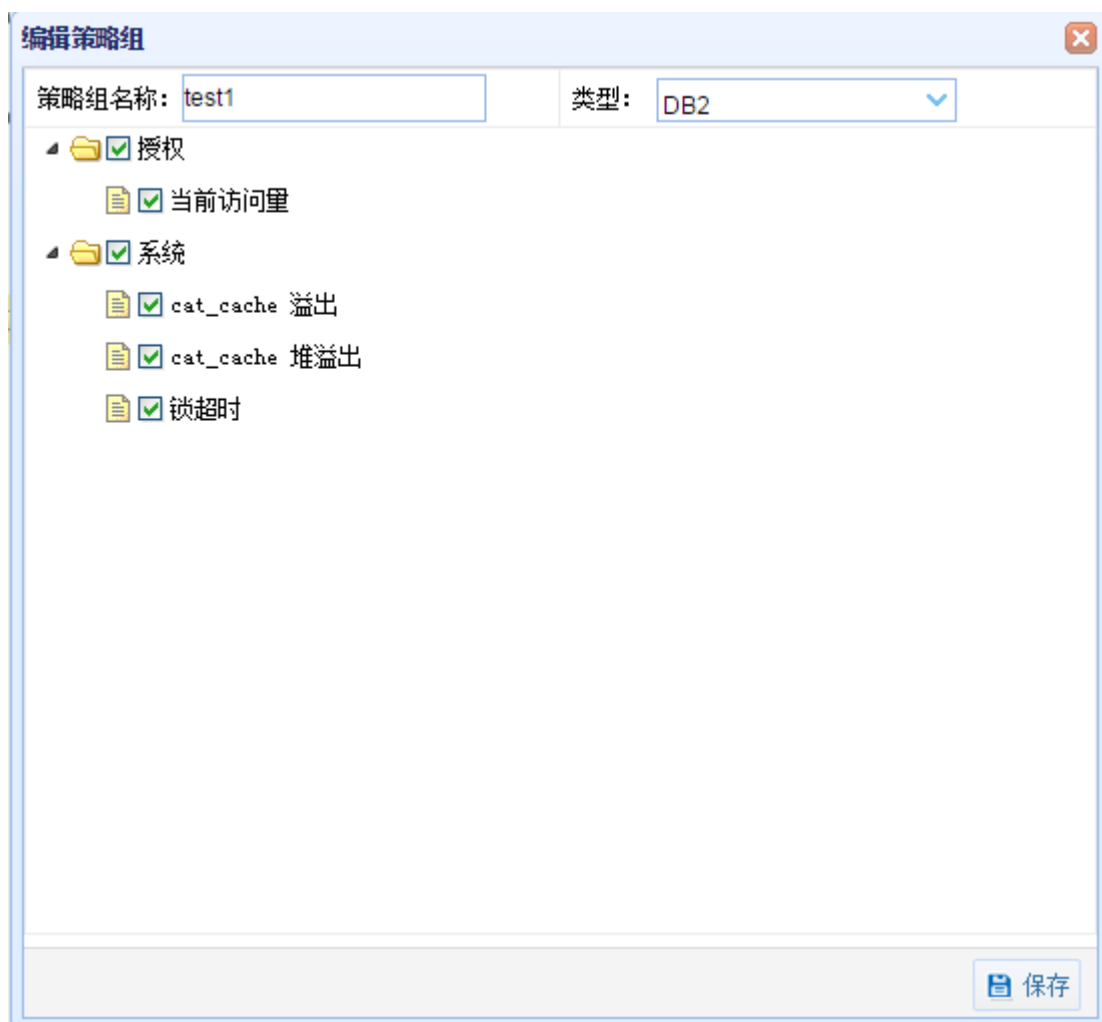 编辑策略组
策略组名称： test1 类型： DB2
授权
当前访问量
系统
cat_cache 溢出
cat_cache 堆溢出
锁超时
保存